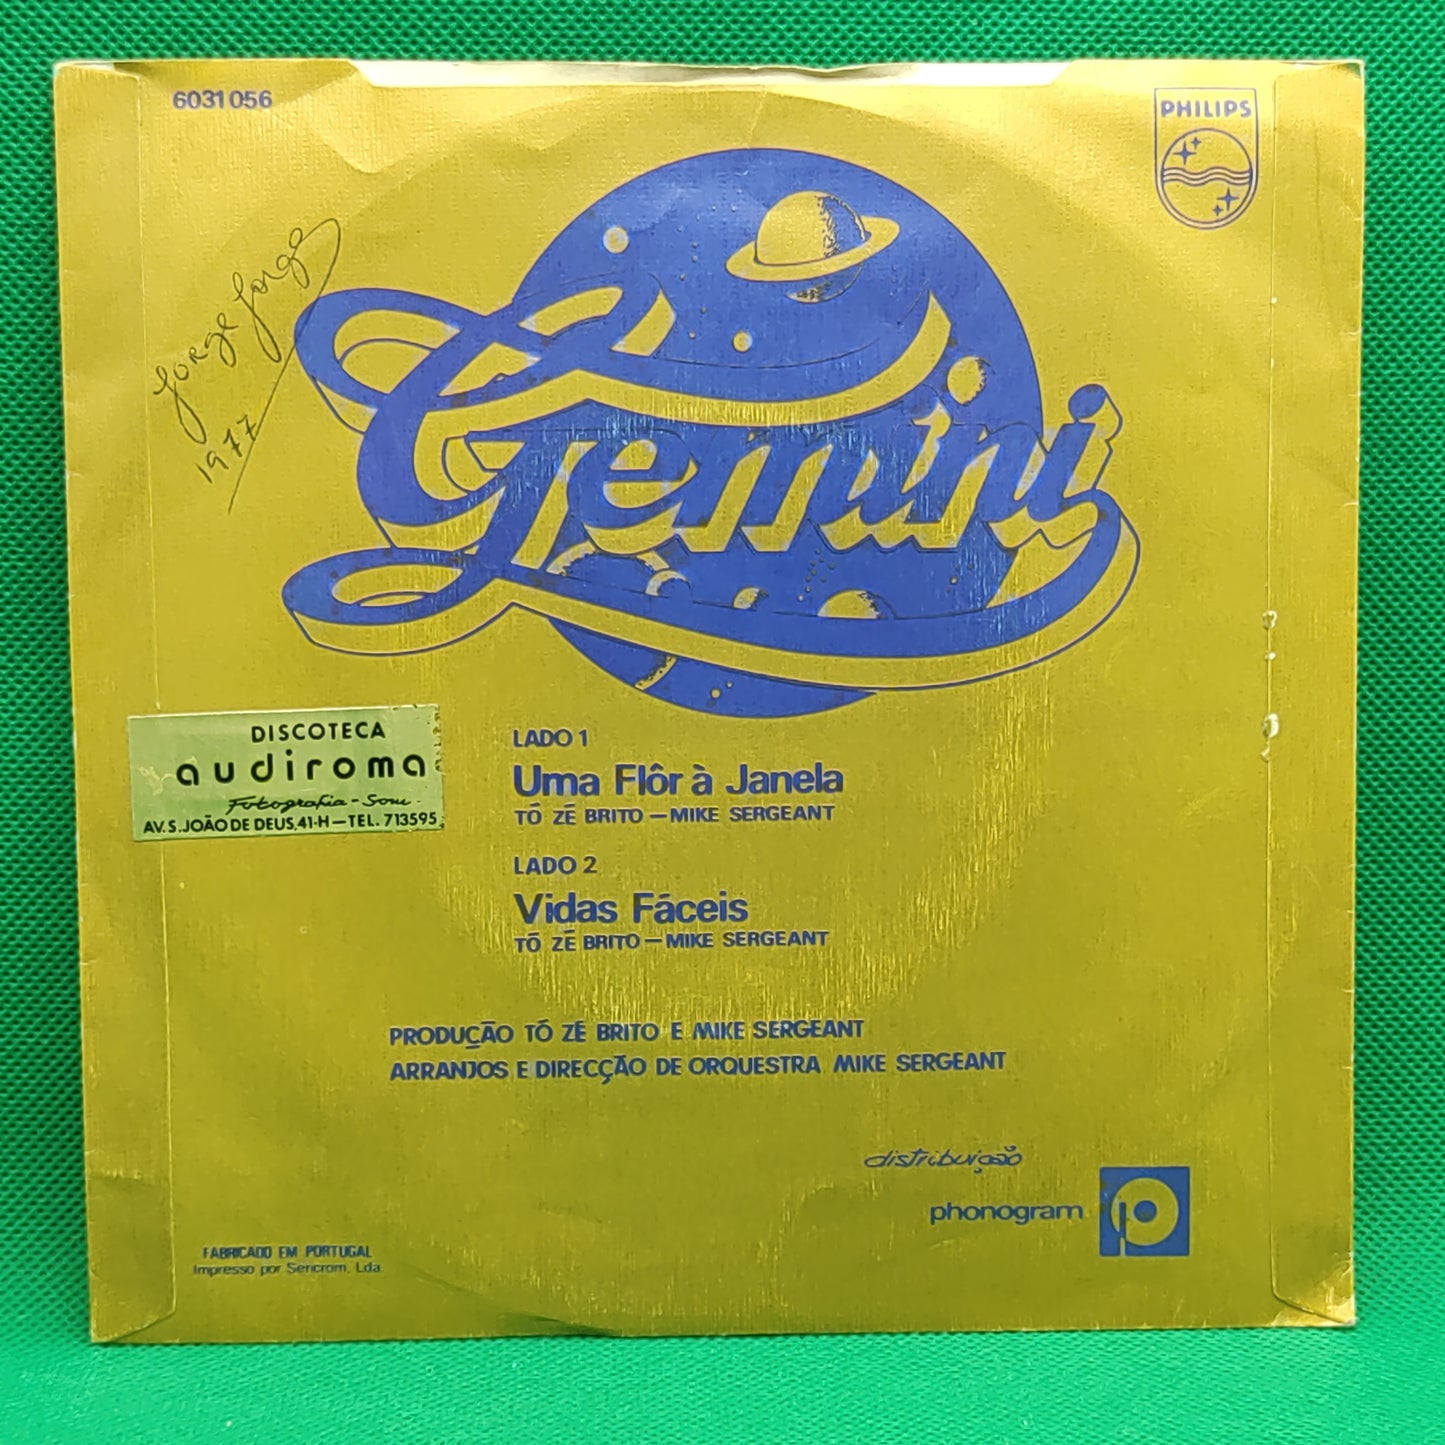 6031056
PHILIPS
Jorge Jorge
1977
Gemini
DISCOTECA
audiroma
Fotografia - Som
AV. S. JOÃO DE DEUS, 41-H — TEL. 713595
LADO 1
Uma Flôr à Janela
TÓ ZÉ BRITO — MIKE SERGEANT
LADO 2
Vidas Fáceis
TÓ ZÉ BRITO — MIKE SERGEANT
PRODUÇÃO TÓ ZÉ BRITO E MIKE SERGEANT
ARRANJOS E DIRECÇÃO DE ORQUESTRA MIKE SERGEANT
distribuição
phonogram
FABRICADO EM PORTUGAL
Impresso por Sericrom, Lda.